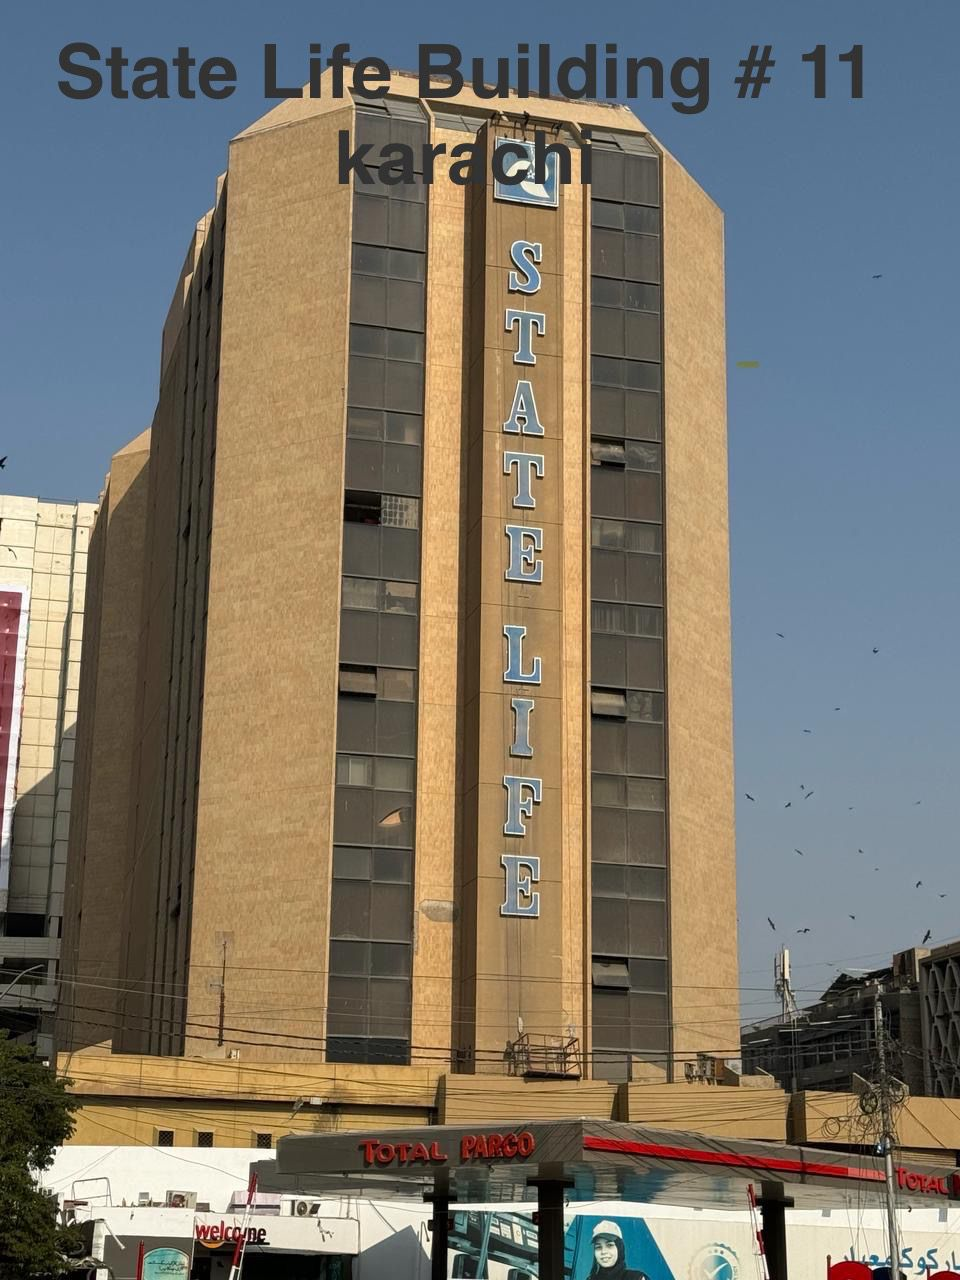 State Life Building # 11
karachi
STATE LIFE
TOTAL PARCO
TOTAL
welcome